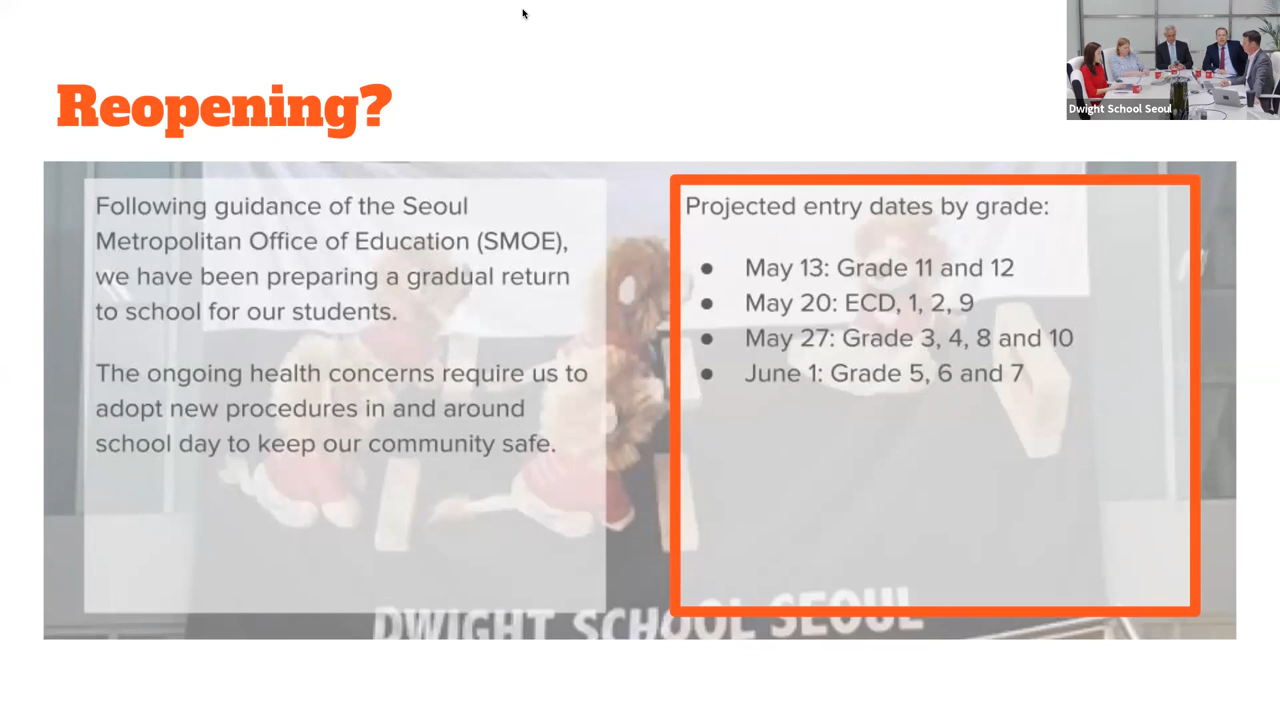 Reopening?
Dwight School Seoul
Following guidance of the Seoul
Metropolitan Office of Education (SMOE),
we have been preparing a gradual return
to school for our students.
The ongoing health concerns require us to
adopt new procedures in and around
school day to keep our community safe.
Projected entry dates by grade:
● May 13: Grade 11 and 12
● May 20: ECD, 1, 2, 9
● May 27: Grade 3, 4, 8 and 10
● June 1: Grade 5, 6 and 7
DWIGHT SCHOOL SEOUL